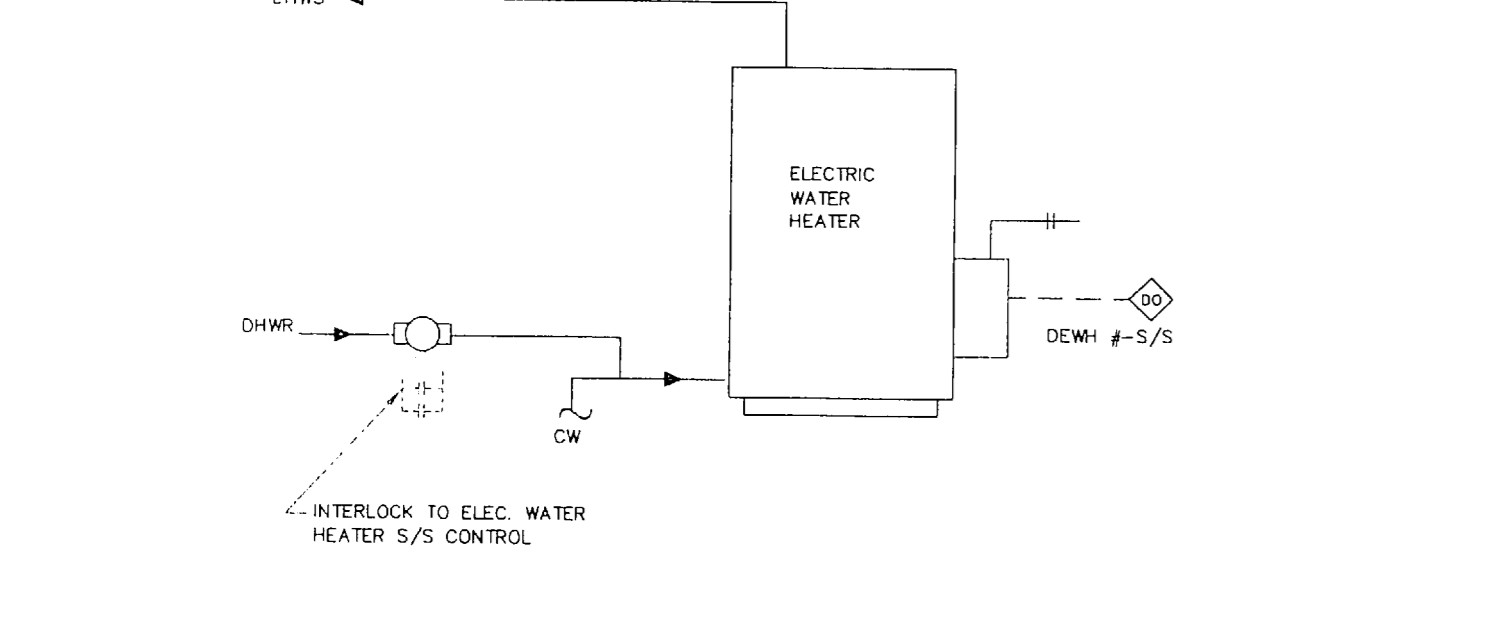 ELECTRIC
WATER
HEATER
DO
DHWR
DEWH #-S/S
CW
INTERLOCK TO ELEC. WATER
HEATER S/S CONTROL